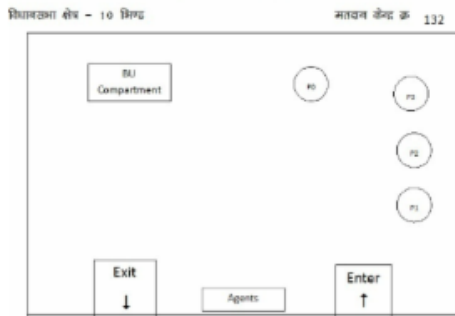 विधानसभा क्षेत्र - 10 भिण्ड
मतदान केन्द्र क्र 132
BU
Compartment
P0
P3
P2
P1
Exit
Enter
Agents